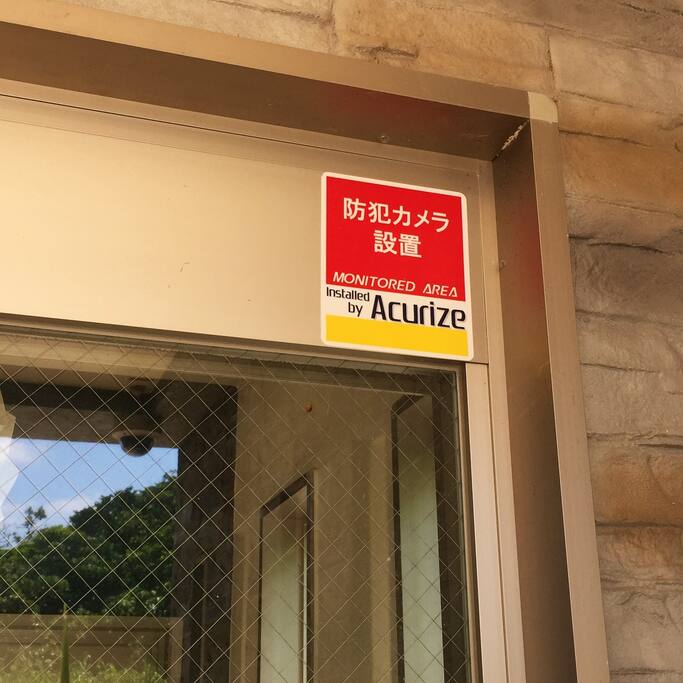 防犯カメラ
設置
MONITORED AREA
Installed
by Acurize